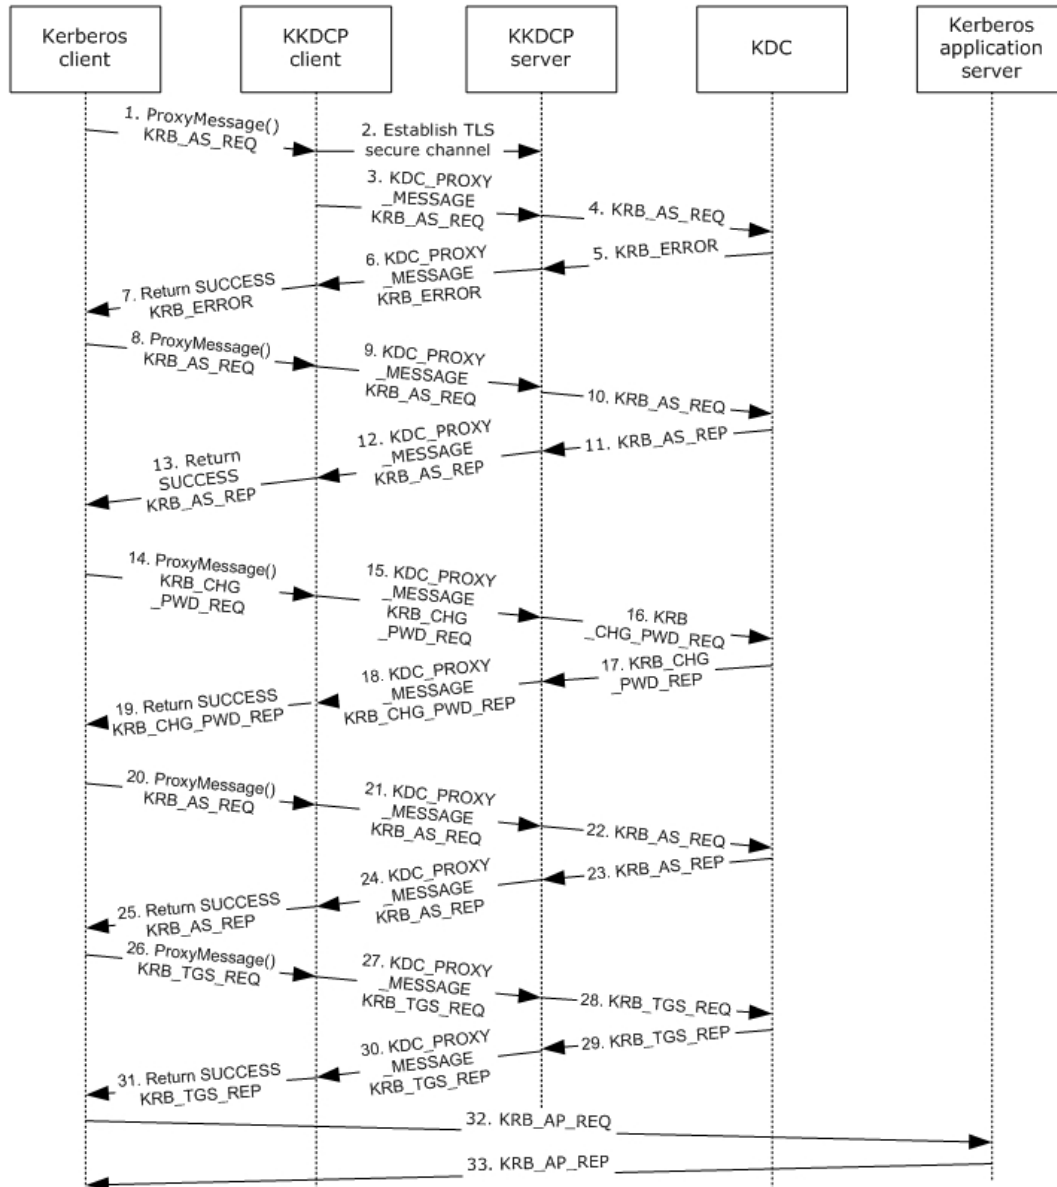 Kerberos
client
KKDCP
client
KKDCP
server
KDC
Kerberos
application
server
1. ProxyMessage()
KRB_AS_REQ
2. Establish TLS
secure channel
3. KDC_PROXY
_MESSAGE
KRB_AS_REQ
4. KRB_AS_REQ
5. KRB_ERROR
6. KDC_PROXY
_MESSAGE
KRB_ERROR
7. Return SUCCESS
KRB_ERROR
8. ProxyMessage()
KRB_AS_REQ
9. KDC_PROXY
_MESSAGE
KRB_AS_REQ
10. KRB_AS_REQ
11. KRB_AS_REP
12. KDC_PROXY
_MESSAGE
KRB_AS_REP
13. Return
SUCCESS
KRB_AS_REP
14. ProxyMessage()
KRB_CHG
_PWD_REQ
15. KDC_PROXY
_MESSAGE
KRB_CHG
_PWD_REQ
16. KRB
_CHG_PWD_REQ
17. KRB_CHG
_PWD_REP
18. KDC_PROXY
_MESSAGE
KRB_CHG_PWD_REP
19. Return SUCCESS
KRB_CHG_PWD_REP
20. ProxyMessage()
KRB_AS_REQ
21. KDC_PROXY
_MESSAGE
KRB_AS_REQ
22. KRB_AS_REQ
23. KRB_AS_REP
24. KDC_PROXY
_MESSAGE
KRB_AS_REP
25. Return SUCCESS
KRB_AS_REP
26. ProxyMessage()
KRB_TGS_REQ
27. KDC_PROXY
_MESSAGE
KRB_TGS_REQ
28. KRB_TGS_REQ
29. KRB_TGS_REP
30. KDC_PROXY
_MESSAGE
KRB_TGS_REP
31. Return SUCCESS
KRB_TGS_REP
32. KRB_AP_REQ
33. KRB_AP_REP